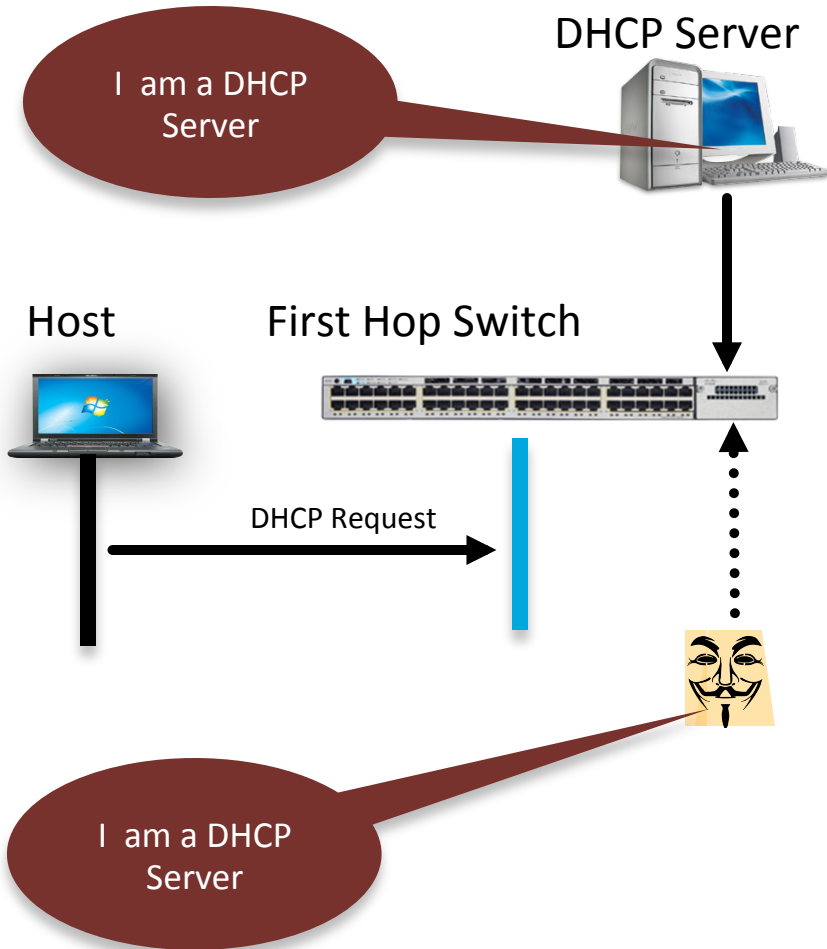 DHCP Server
I am a DHCP
Server
Host
First Hop Switch
DHCP Request
I am a DHCP
Server